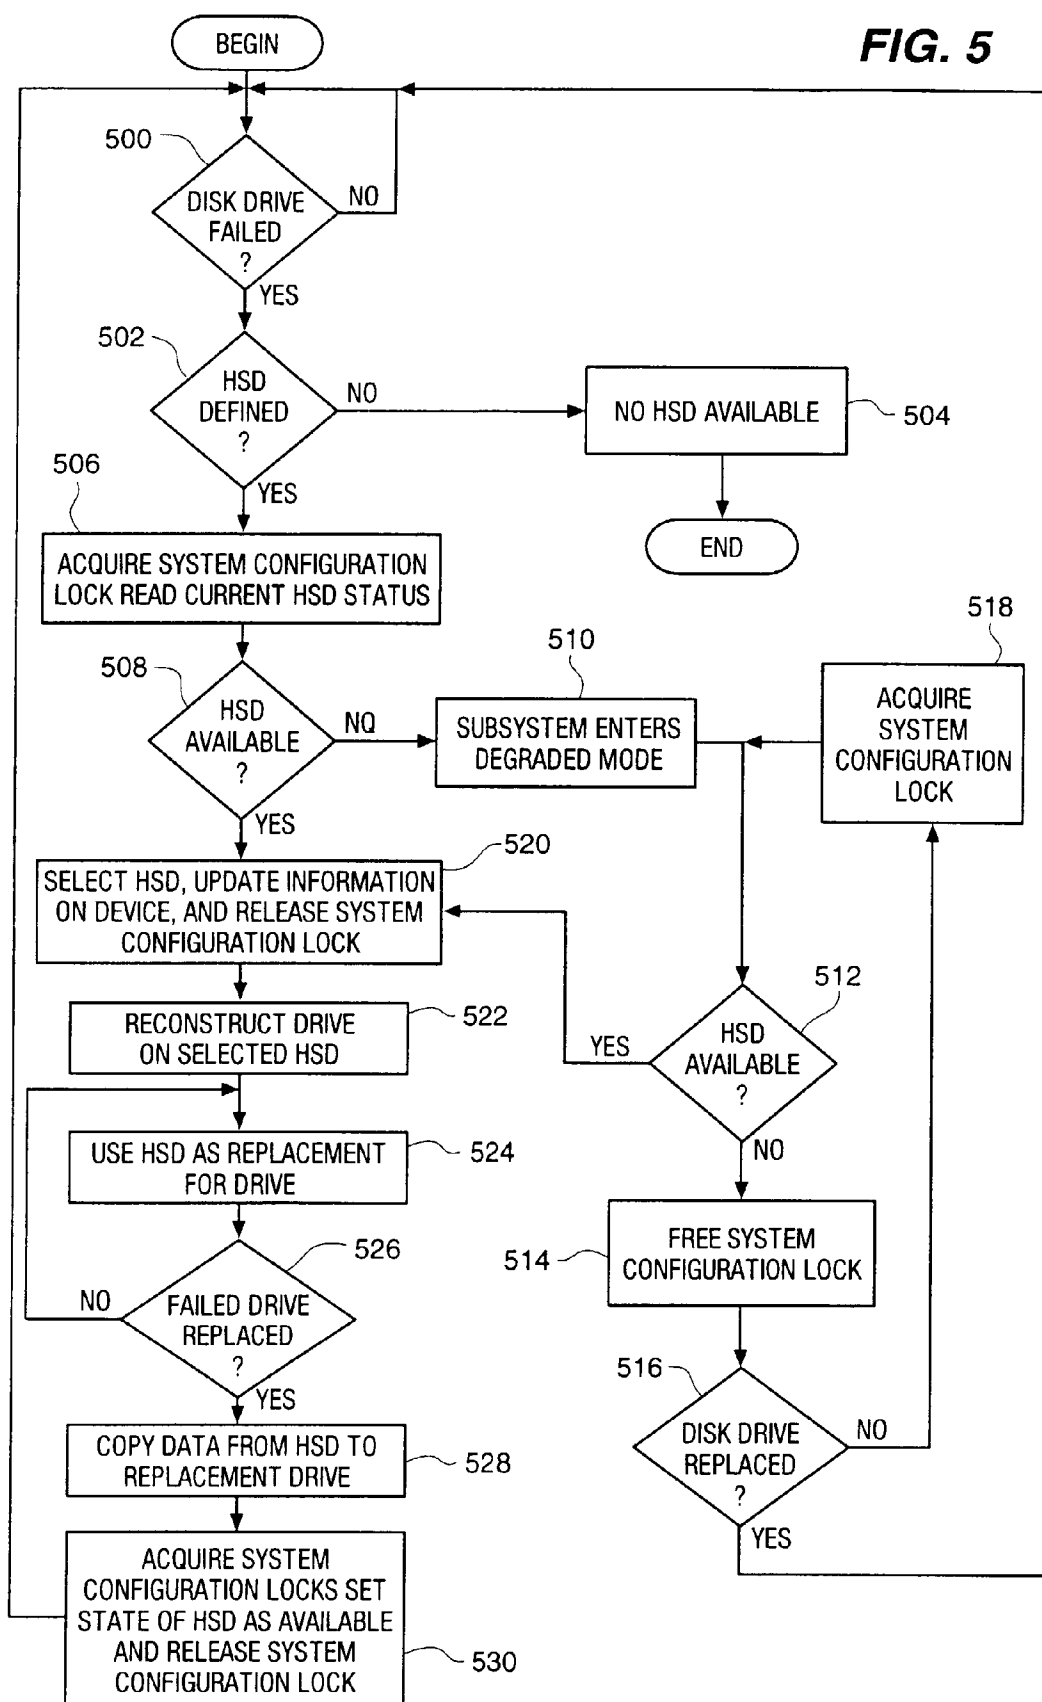 BEGIN
FIG. 5
500
DISK DRIVE
FAILED
?
NO
YES
502
HSD
DEFINED
?
NO
NO HSD AVAILABLE
504
YES
END
506
ACQUIRE SYSTEM CONFIGURATION
LOCK READ CURRENT HSD STATUS
508
HSD
AVAILABLE
?
NQ
510
SUBSYSTEM ENTERS
DEGRADED MODE
518
ACQUIRE
SYSTEM
CONFIGURATION
LOCK
YES
520
SELECT HSD, UPDATE INFORMATION
ON DEVICE, AND RELEASE SYSTEM
CONFIGURATION LOCK
512
HSD
AVAILABLE
?
YES
NO
522
RECONSTRUCT DRIVE
ON SELECTED HSD
524
USE HSD AS REPLACEMENT
FOR DRIVE
514
FREE SYSTEM
CONFIGURATION LOCK
526
FAILED DRIVE
REPLACED
?
NO
YES
516
DISK DRIVE
REPLACED
?
NO
YES
COPY DATA FROM HSD TO
REPLACEMENT DRIVE
528
ACQUIRE SYSTEM
CONFIGURATION LOCKS SET
STATE OF HSD AS AVAILABLE
AND RELEASE SYSTEM
CONFIGURATION LOCK
530